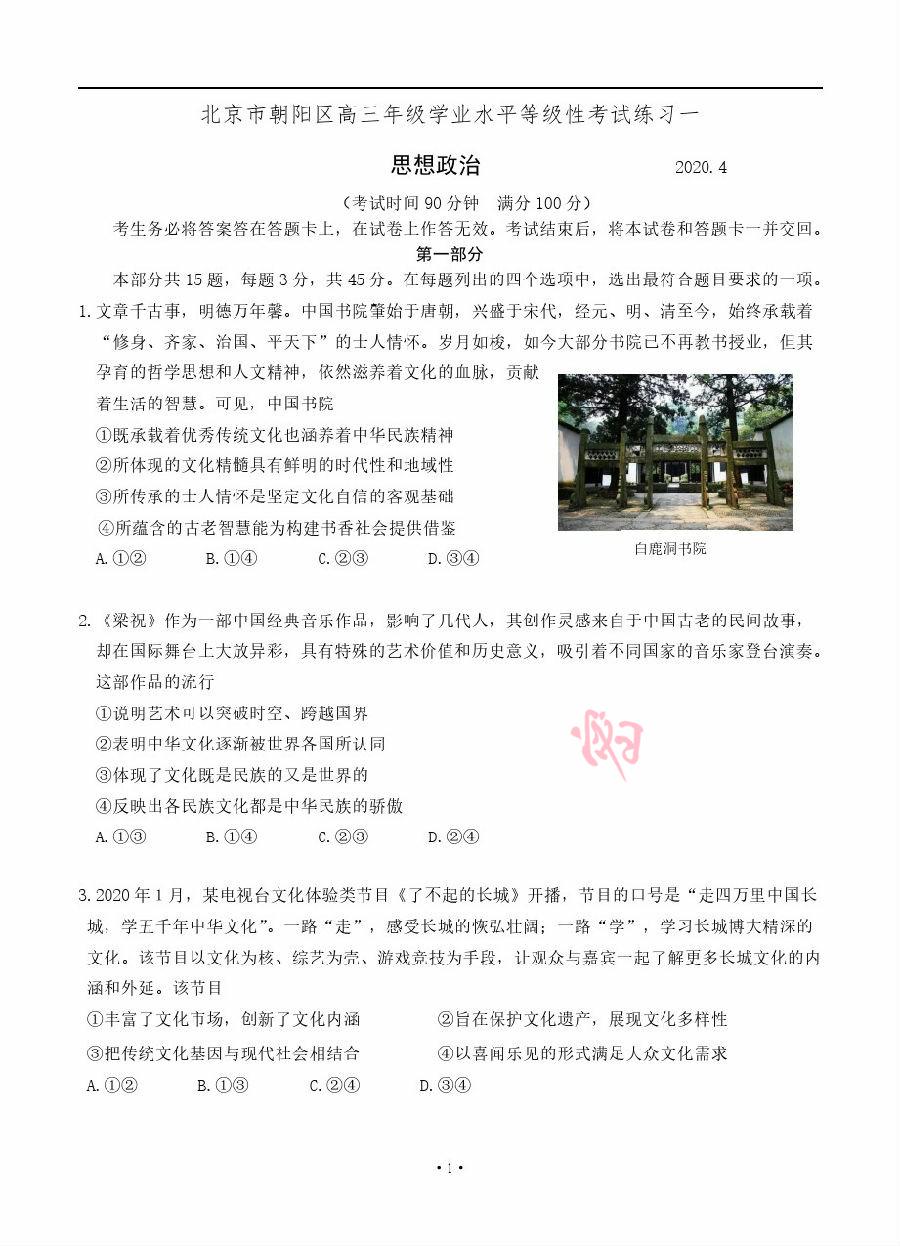 北京市朝阳区高三年级学业水平等级性考试练习一
思想政治 2020.4
（考试时间 90 分钟 满分 100 分）
考生务必将答案答在答题卡上，在试卷上作答无效。考试结束后，将本试卷和答题卡一并交回。
第一部分
本部分共 15 题，每题 3 分，共 45 分。在每题列出的四个选项中，选出最符合题目要求的一项。
1. 文章千古事，明德万年馨。中国书院肇始于唐朝，兴盛于宋代，经元、明、清至今，始终承载着
“修身、齐家、治国、平天下”的士人情怀。岁月如梭，如今大部分书院已不再教书授业，但其
孕育的哲学思想和人文精神，依然滋养着文化的血脉，贡献
着生活的智慧。可见，中国书院
①既承载着优秀传统文化也涵养着中华民族精神
②所体现的文化精髓具有鲜明的时代性和地域性
③所传承的士人情怀是坚定文化自信的客观基础
④所蕴含的古老智慧能为构建书香社会提供借鉴
A. ①② B. ①④ C. ②③ D. ③④
白鹿洞书院
2. 《梁祝》作为一部中国经典音乐作品，影响了几代人，其创作灵感来自于中国古老的民间故事，
却在国际舞台上大放异彩，具有特殊的艺术价值和历史意义，吸引着不同国家的音乐家登台演奏。
这部作品的流行
①说明艺术可以突破时空、跨越国界
②表明中华文化逐渐被世界各国所认同
③体现了文化既是民族的又是世界的
④反映出各民族文化都是中华民族的骄傲
A. ①③ B. ①④ C. ②③ D. ②④
3. 2020 年 1 月，某电视台文化体验类节目《了不起的长城》开播，节目的口号是“走四万里中国长
城，学五千年中华文化”。一路“走”，感受长城的恢弘壮阔；一路“学”，学习长城博大精深的
文化。该节目以文化为核、综艺为壳、游戏竞技为手段，让观众与嘉宾一起了解更多长城文化的内
涵和外延。该节目
①丰富了文化市场，创新了文化内涵 ②旨在保护文化遗产，展现文化多样性
③把传统文化基因与现代社会相结合 ④以喜闻乐见的形式满足人众文化需求
A. ①② B. ①③ C. ②④ D. ③④
·1·